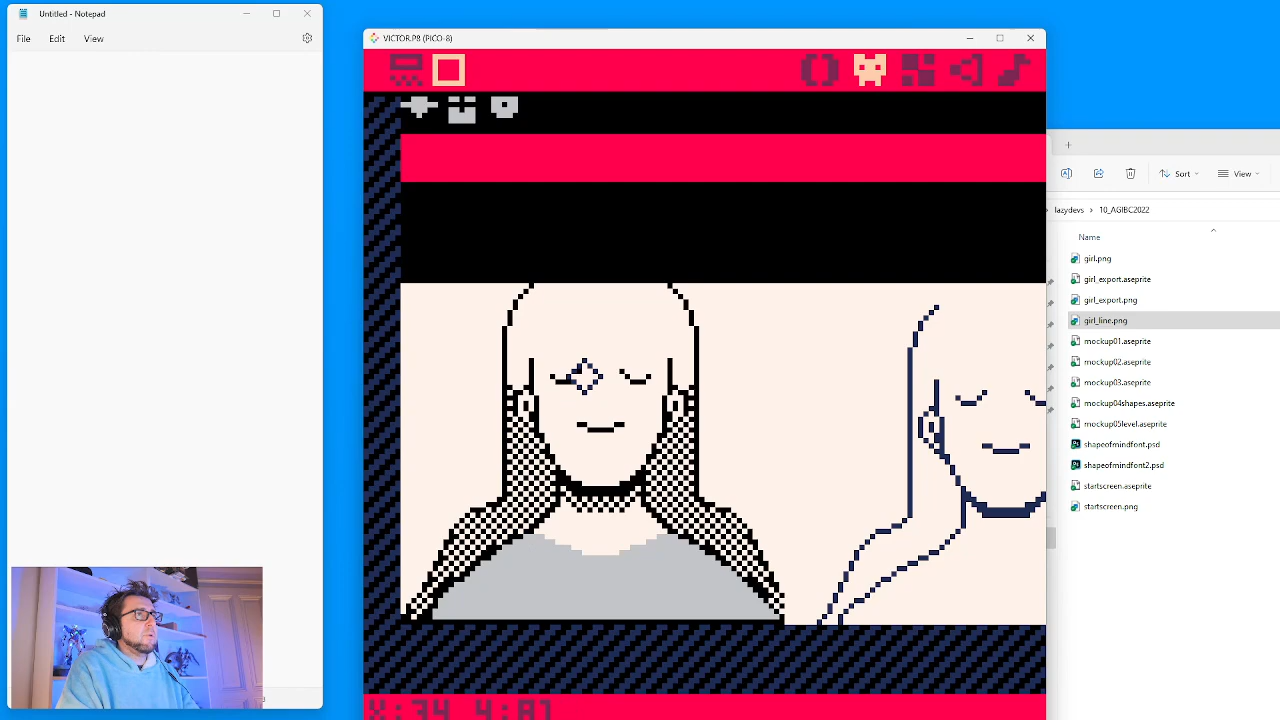 Untitled - Notepad
File Edit View
VICTOR.P8 (PICO-8)
X:34 Y:81
Sort
View
lazydevs > 10_AGIBC2022
Name
girl.png
girl_export.aseprite
girl_export.png
girl_line.png
mockup01.aseprite
mockup02.aseprite
mockup03.aseprite
mockup04shapes.aseprite
mockup05level.aseprite
shapeofmindfont.psd
shapeofmindfont2.psd
startscreen.aseprite
startscreen.png